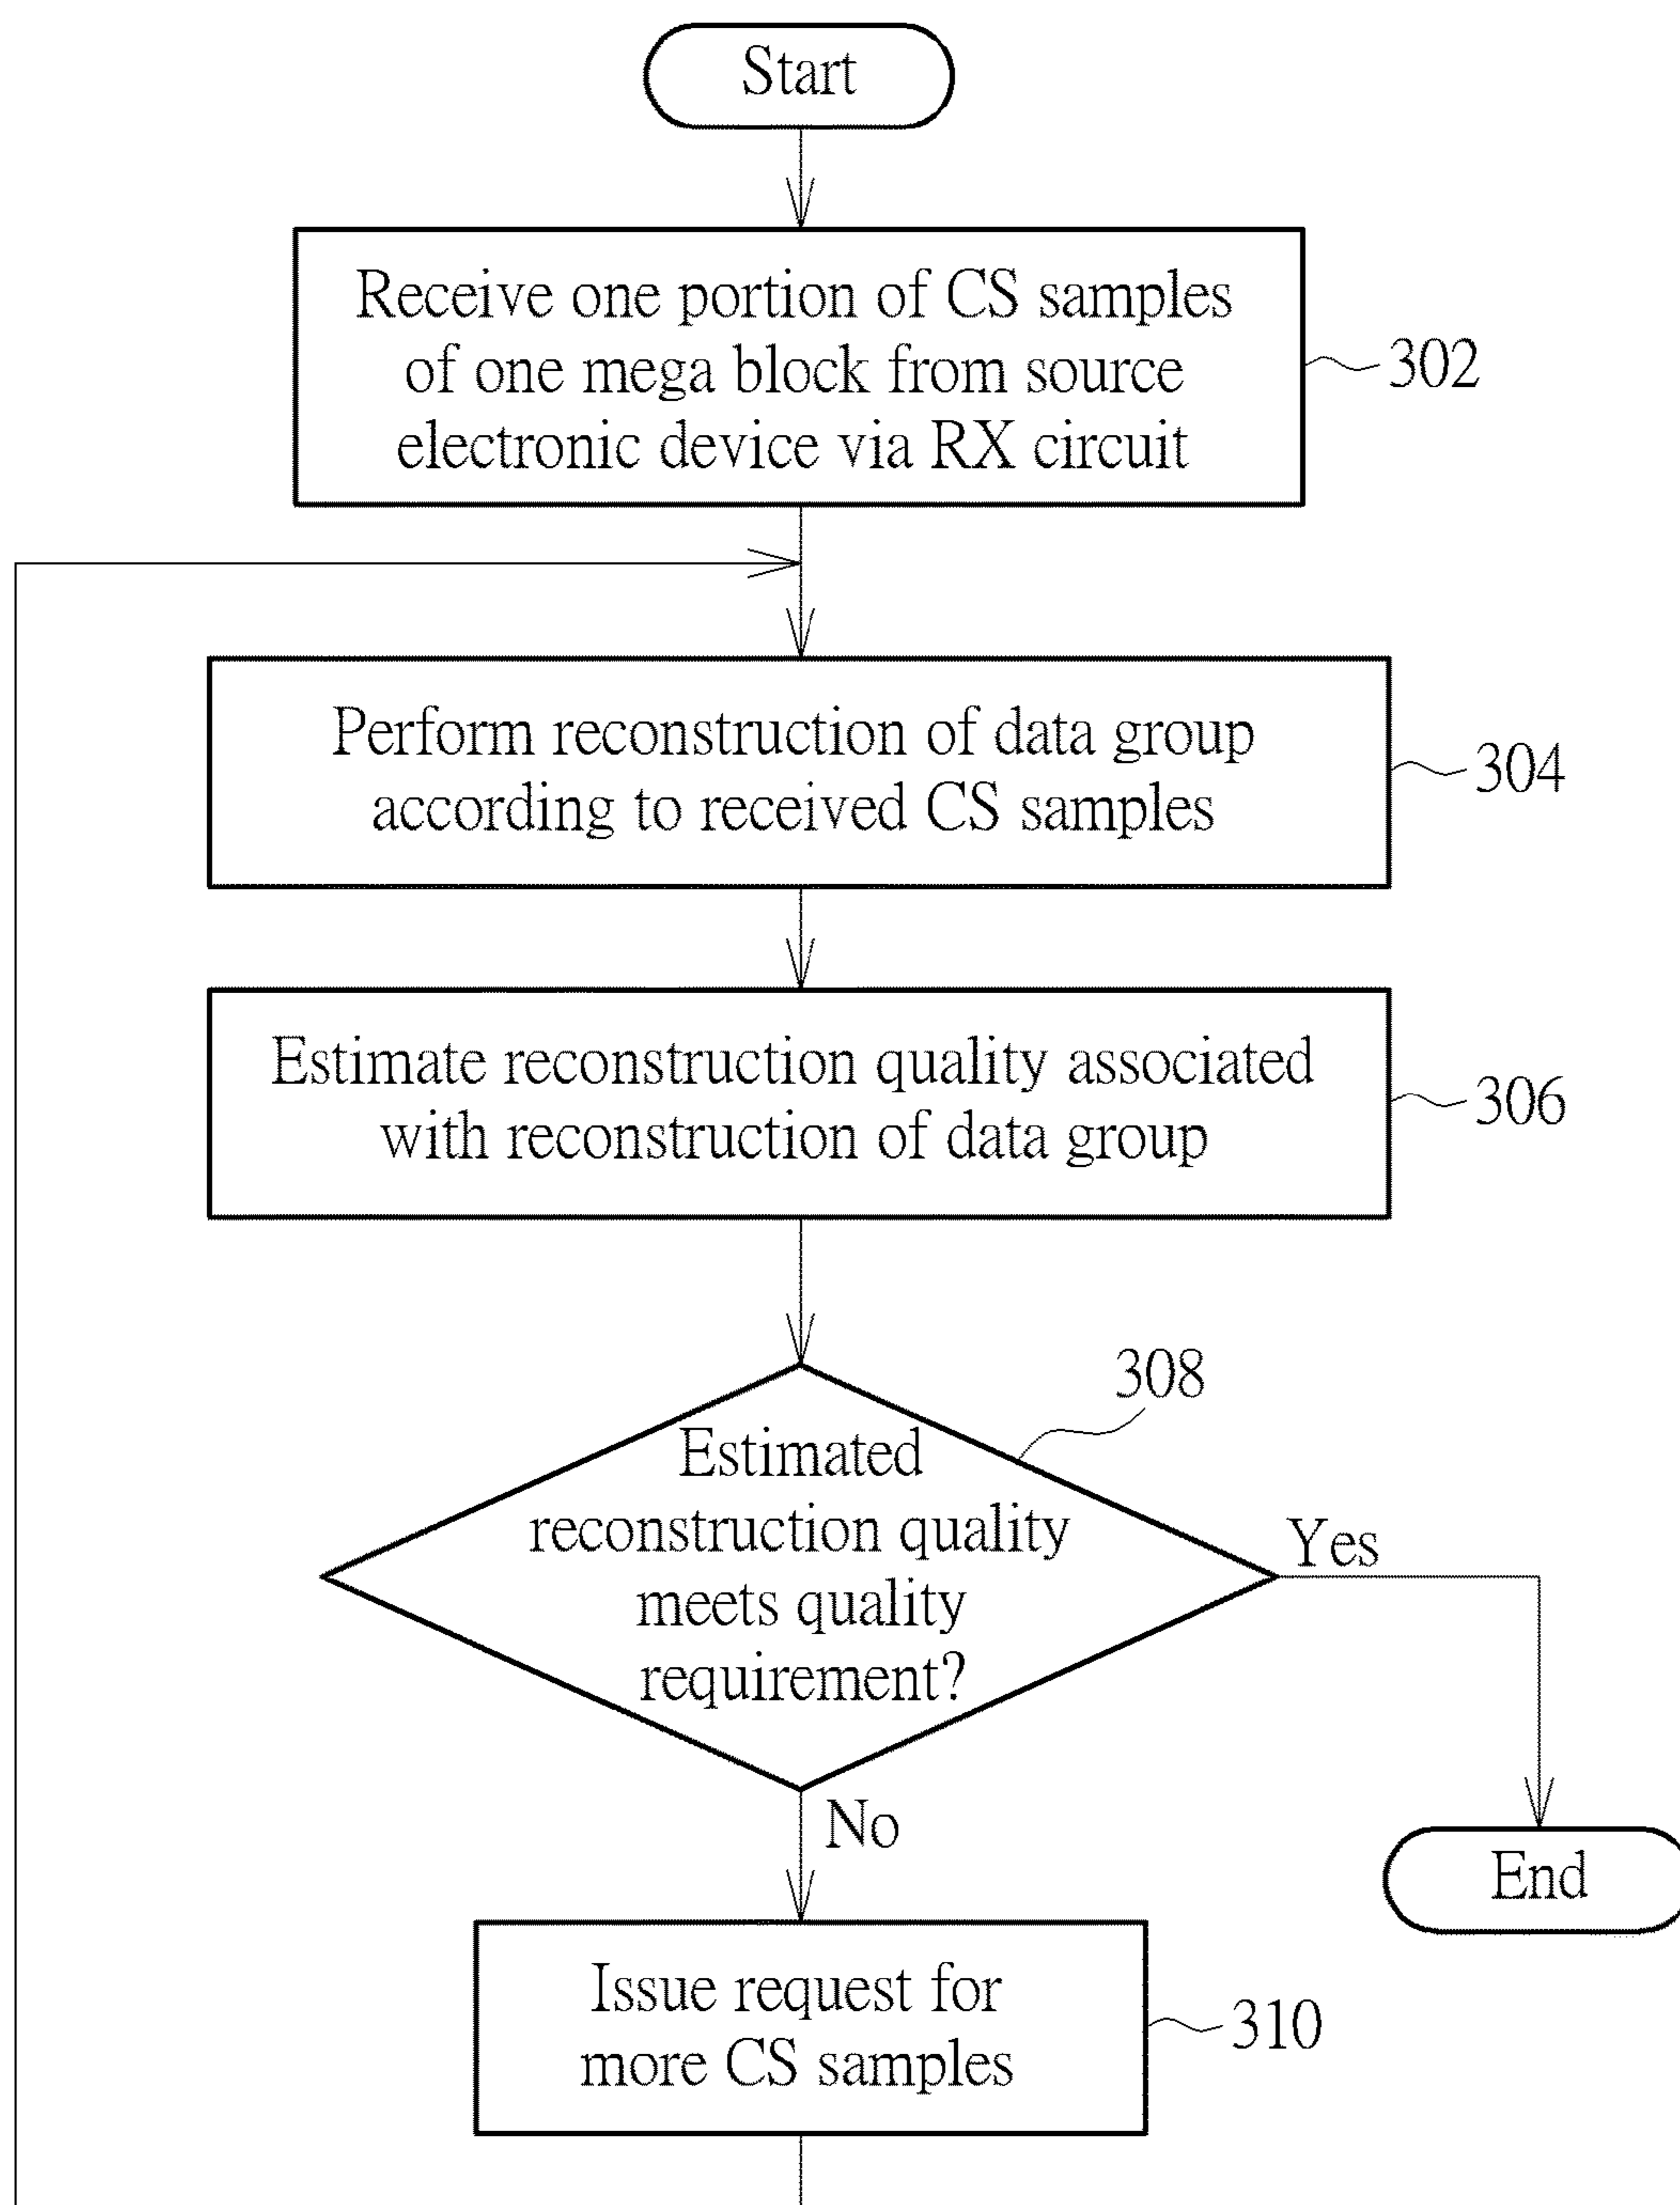 Start
Receive one portion of CS samples
of one mega block from source
electronic device via RX circuit
302
Perform reconstruction of data group
according to received CS samples
304
Estimate reconstruction quality associated
with reconstruction of data group
306
308
Estimated
reconstruction quality
meets quality
requirement?
Yes
No
End
Issue request for
more CS samples
310